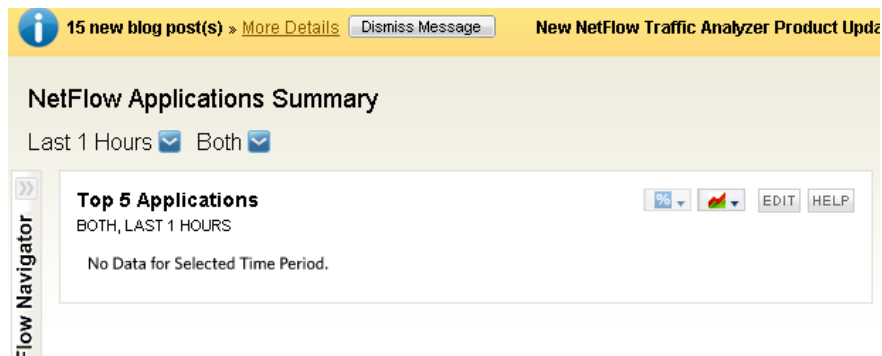 15 new blog post(s) » More Details Dismiss Message New NetFlow Traffic Analyzer Product Upda
NetFlow Applications Summary
Last 1 Hours Both
Top 5 Applications % EDIT HELP
BOTH, LAST 1 HOURS
No Data for Selected Time Period.
Flow Navigator